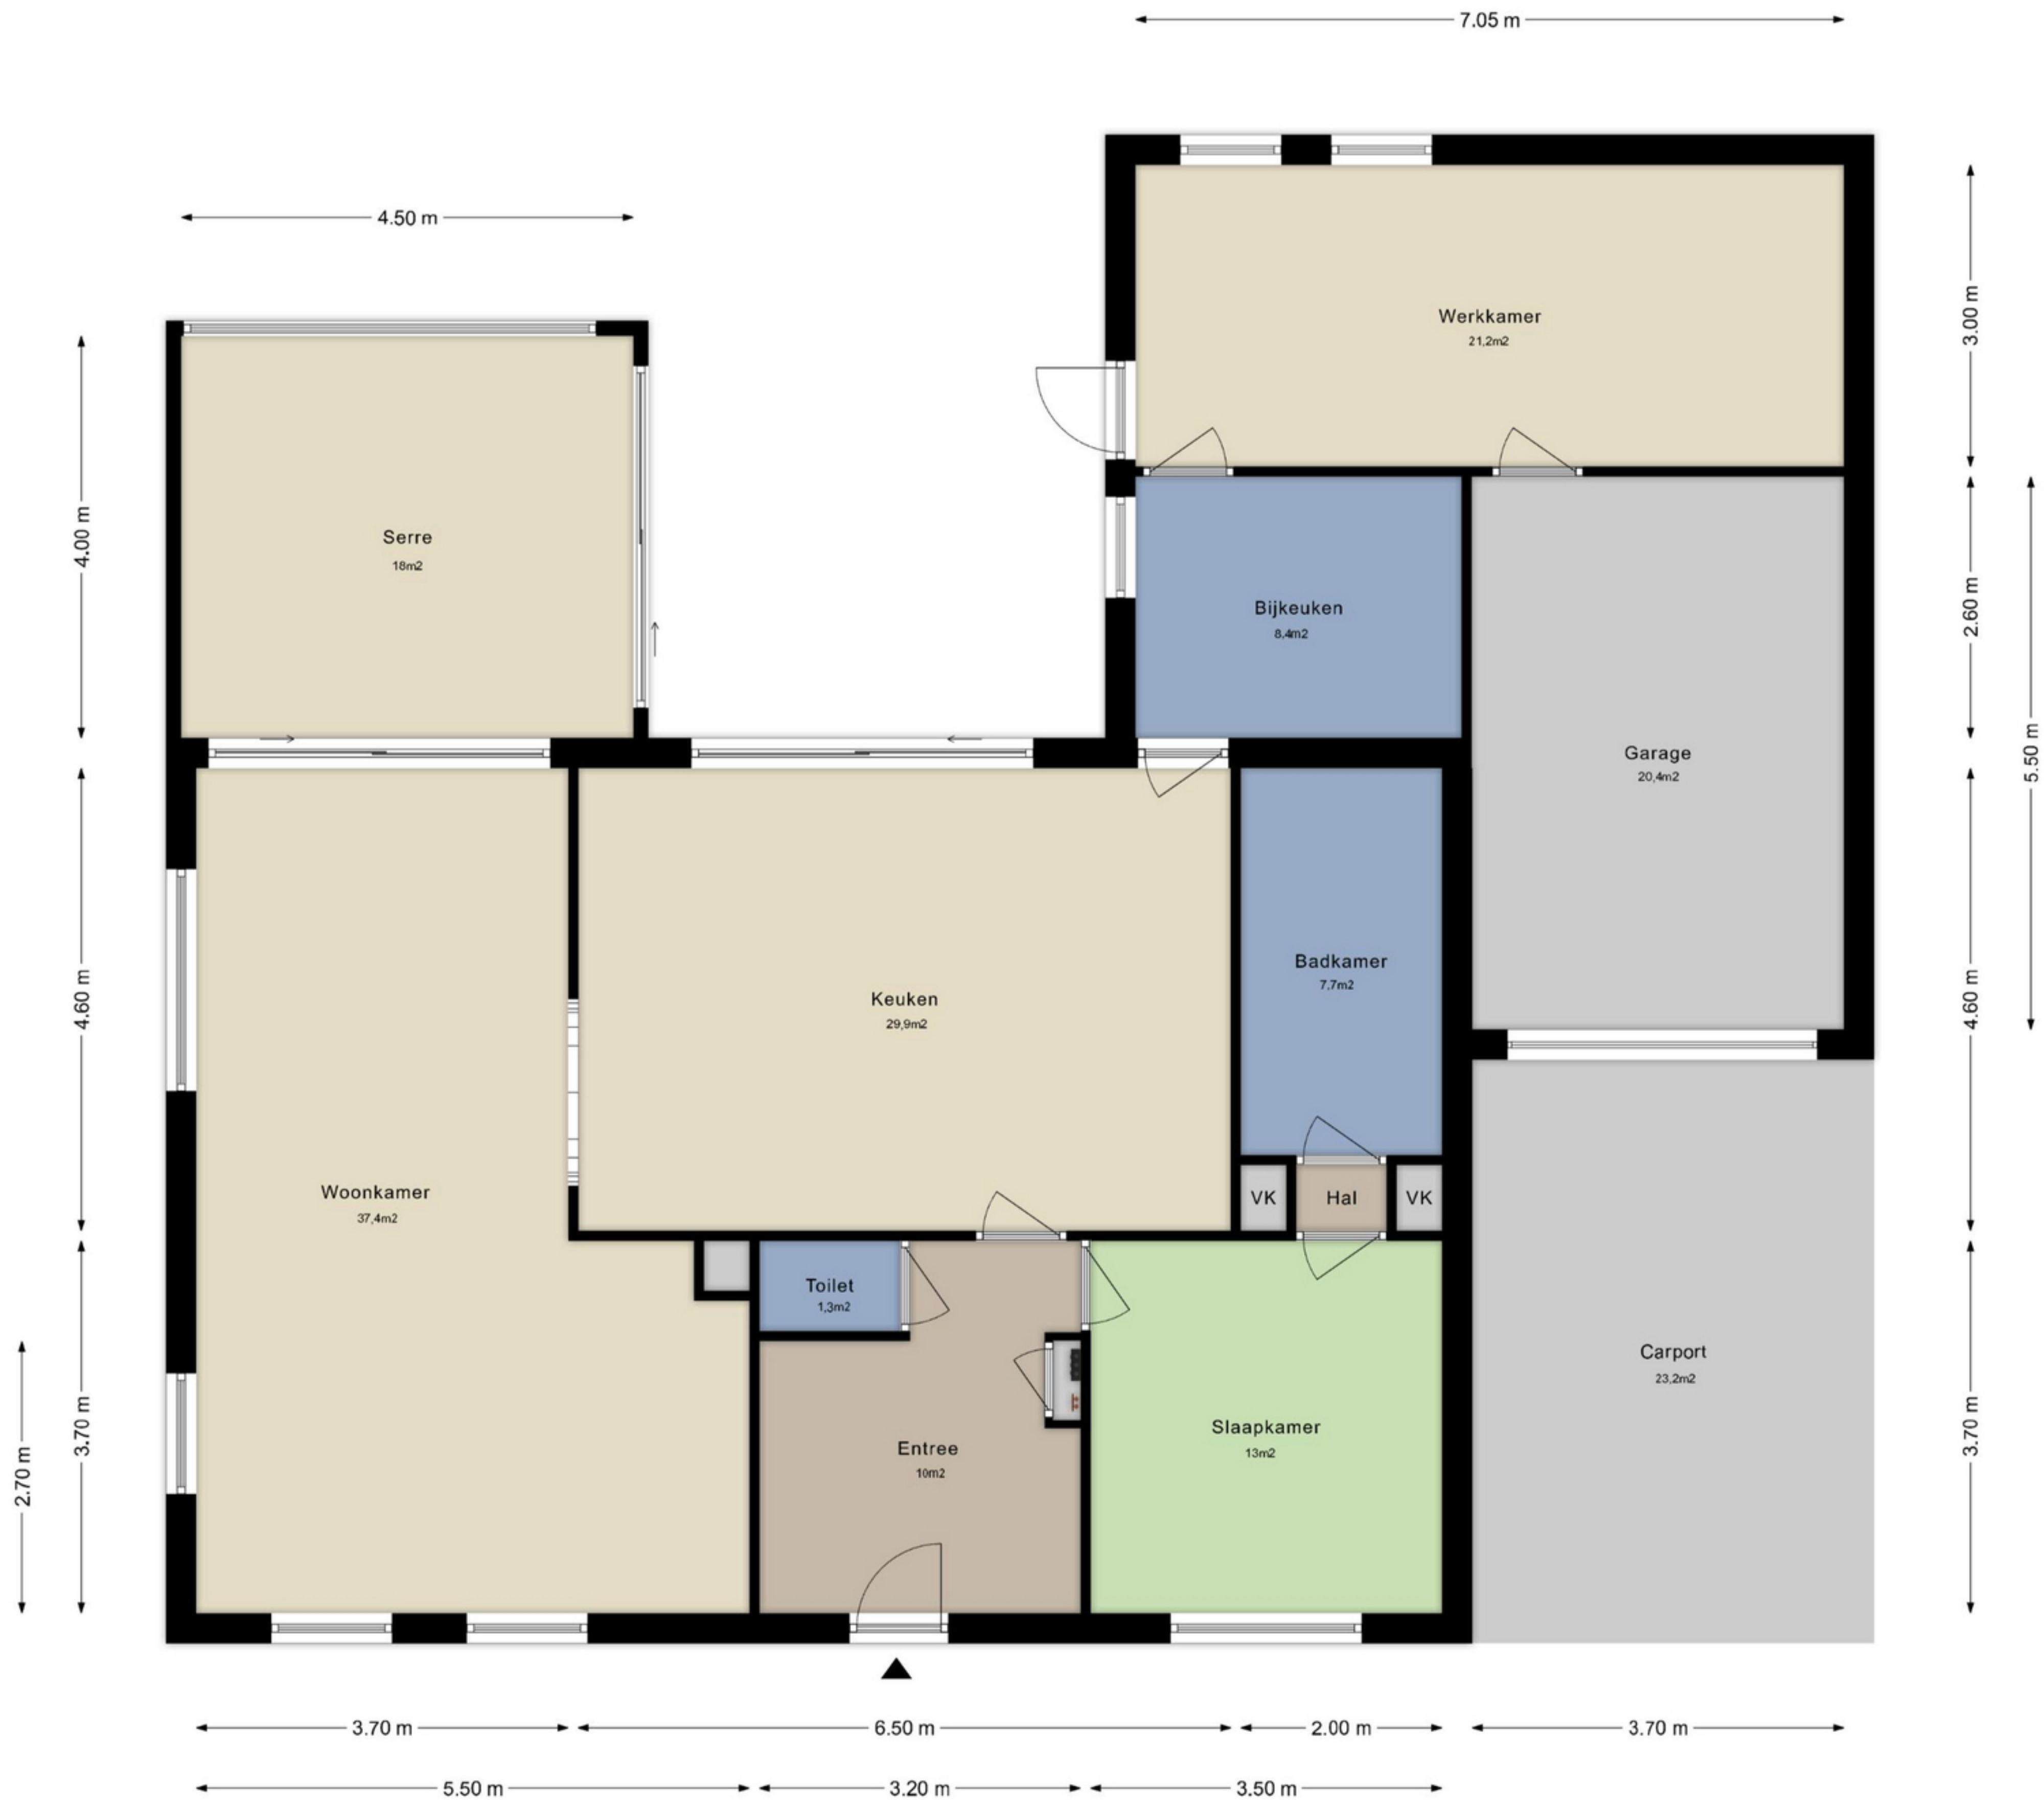 7.05 m
4.50 m
Werkkamer
21,2m2
3.00 m
Serre
18m2
4.00 m
Bijkeuken
8,4m2
2.60 m
Garage
20,4m2
5.50 m
Badkamer
7,7m2
Keuken
29,9m2
4.60 m
4.60 m
Woonkamer
37,4m2
VK
Hal
VK
Toilet
1,3m2
Carport
23,2m2
Slaapkamer
13m2
Entree
10m2
3.70 m
2.70 m
3.70 m
3.70 m
6.50 m
2.00 m
3.70 m
5.50 m
3.20 m
3.50 m